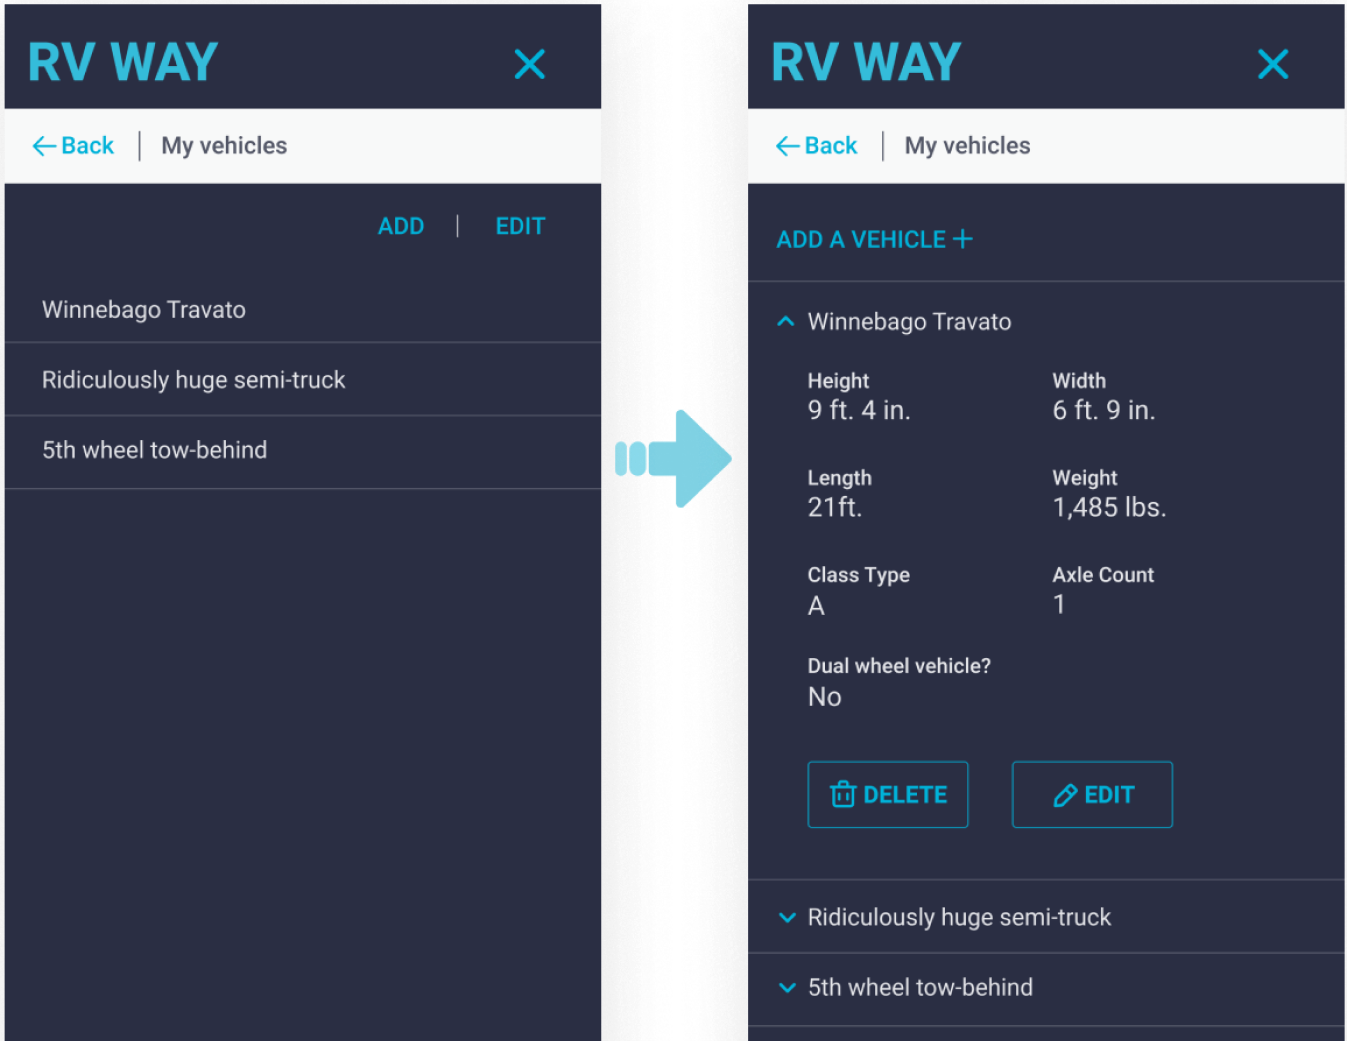 RV WAY
Back | My vehicles
ADD | EDIT
Winnebago Travato
Ridiculously huge semi-truck
5th wheel tow-behind
RV WAY
Back | My vehicles
ADD A VEHICLE +
Winnebago Travato
Height Width
9 ft. 4 in. 6 ft. 9 in.
Length Weight
21ft. 1,485 lbs.
Class Type Axle Count
A 1
Dual wheel vehicle?
No
DELETE EDIT
Ridiculously huge semi-truck
5th wheel tow-behind